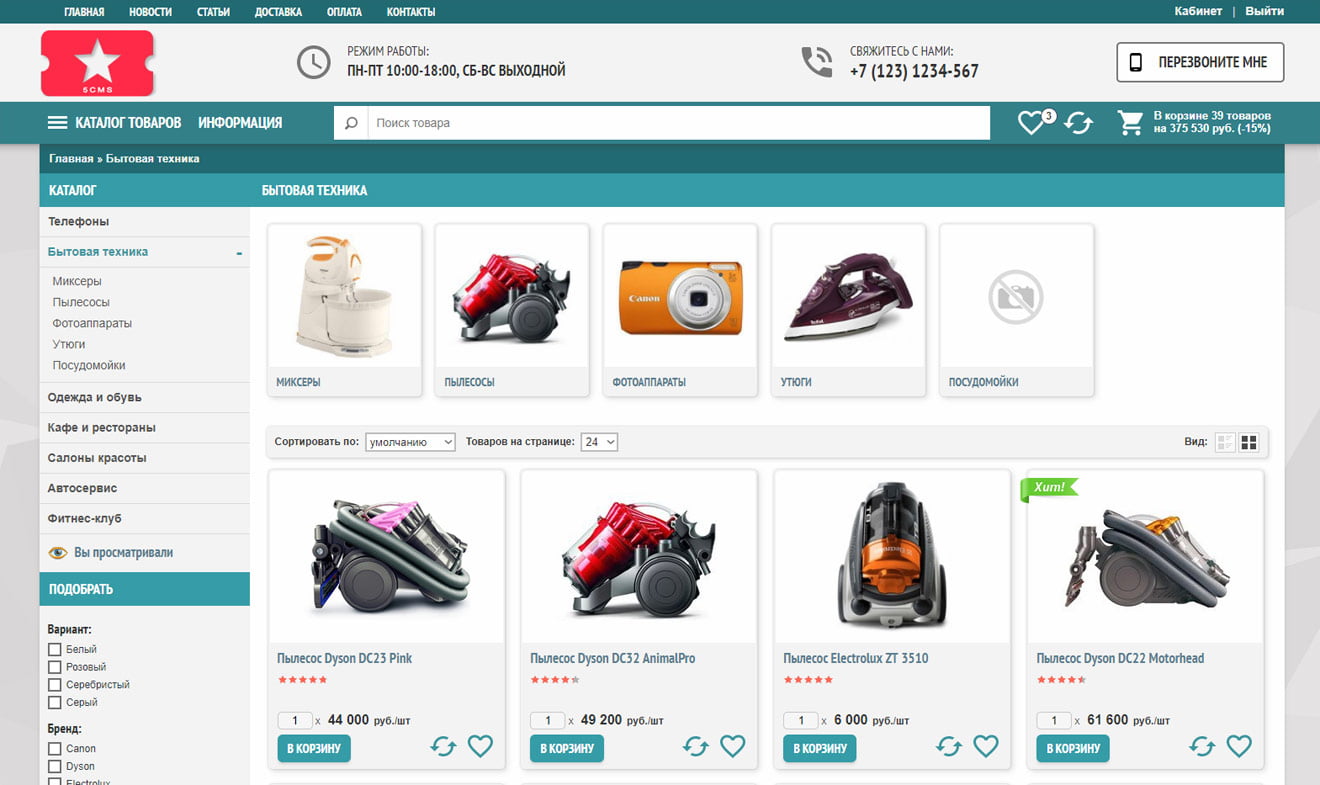 ГЛАВНАЯ НОВОСТИ СТАТЬИ ДОСТАВКА ОПЛАТА КОНТАКТЫ
Кабинет | Выйти
5CMS
РЕЖИМ РАБОТЫ:
ПН-ПТ 10:00-18:00, СБ-ВС ВЫХОДНОЙ
СВЯЖИТЕСЬ С НАМИ:
+7 (123) 1234-567
ПЕРЕЗВОНИТЕ МНЕ
КАТАЛОГ ТОВАРОВ ИНФОРМАЦИЯ
Поиск товара
3
В корзине 39 товаров
на 375 530 руб. (-15%)
Главная » Бытовая техника
КАТАЛОГ
Телефоны
Бытовая техника -
Миксеры
Пылесосы
Фотоаппараты
Утюги
Посудомойки
Одежда и обувь
Кафе и рестораны
Салоны красоты
Автосервис
Фитнес-клуб
Вы просматривали
ПОДОБРАТЬ
Вариант:
Белый
Розовый
Серебристый
Серый
Бренд:
Canon
Dyson
Electrolux
БЫТОВАЯ ТЕХНИКА
Canon
Tefal
МИКСЕРЫ ПЫЛЕСОСЫ ФОТОАППАРАТЫ УТЮГИ ПОСУДОМОЙКИ
Сортировать по: умолчанию Товаров на странице: 24 Вид:
Хит!
Пылесос Dyson DC23 Pink
1 x 44 000 руб./шт
В КОРЗИНУ
Пылесос Dyson DC32 AnimalPro
1 x 49 200 руб./шт
В КОРЗИНУ
Пылесос Electrolux ZT 3510
1 x 6 000 руб./шт
В КОРЗИНУ
Пылесос Dyson DC22 Motorhead
1 x 61 600 руб./шт
В КОРЗИНУ